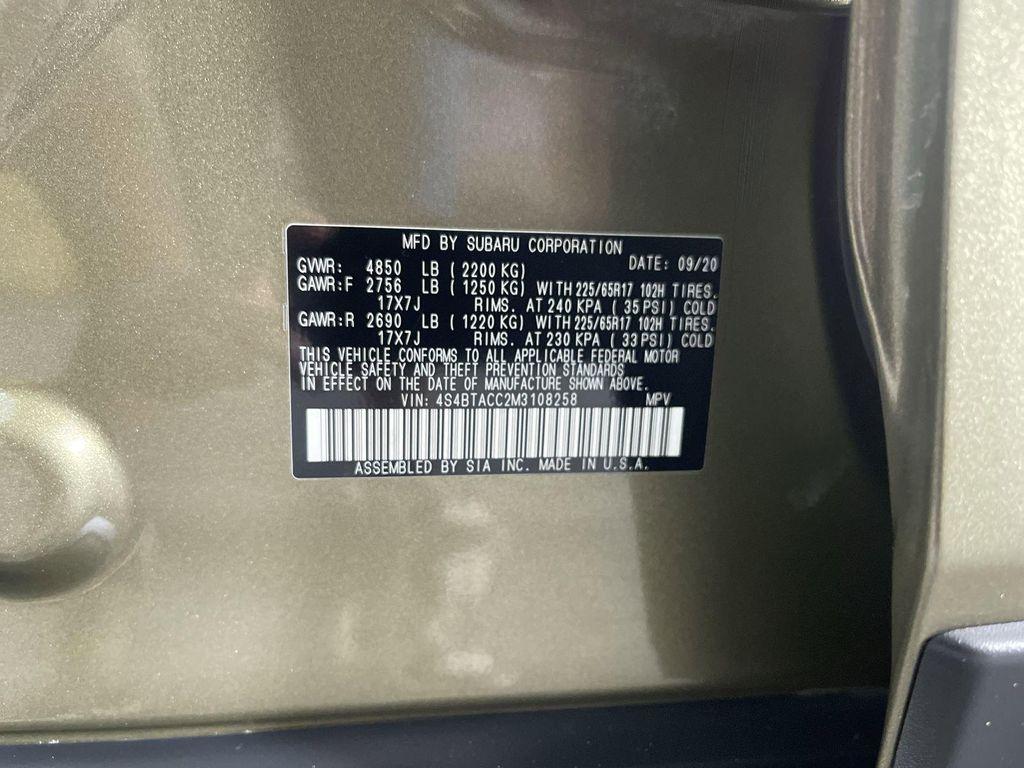 MFD BY SUBARU CORPORATION
GVWR: 4850 LB ( 2200 KG) DATE: 09/20
GAWR:F 2756 LB ( 1250 KG) WITH 225/65R17 102H TIRES.
17X7J RIMS. AT 240 KPA ( 35 PSI) COLD
GAWR:R 2690 LB ( 1220 KG) WITH 225/65R17 102H TIRES.
17X7J RIMS. AT 230 KPA ( 33 PSI) COLD
THIS VEHICLE CONFORMS TO ALL APPLICABLE FEDERAL MOTOR
VEHICLE SAFETY AND THEFT PREVENTION STANDARDS
IN EFFECT ON THE DATE OF MANUFACTURE SHOWN ABOVE.
VIN: 4S4BTACC2M3108258 MPV
ASSEMBLED BY SIA INC. MADE IN U.S.A.